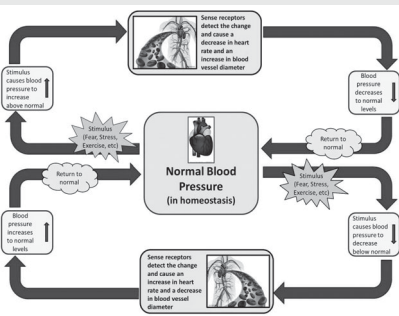 Sense receptors
detect the change
and cause a
decrease in heart
rate and an
increase in blood
vessel diameter
Stimulus
causes blood
pressure to
increase
above normal
Blood
pressure
decreases
to normal
levels
Stimulus
(Fear, Stress,
Exercise, etc)
Return to
normal
Normal Blood
Pressure
(in homeostasis)
Return to
normal
Stimulus
(Fear, Stress,
Exercise, etc)
Blood
pressure
increases
to normal
levels
Stimulus
causes blood
pressure to
decrease
below normal
Sense receptors
detect the change
and cause an
increase in heart
rate and a decrease
in blood vessel
diameter